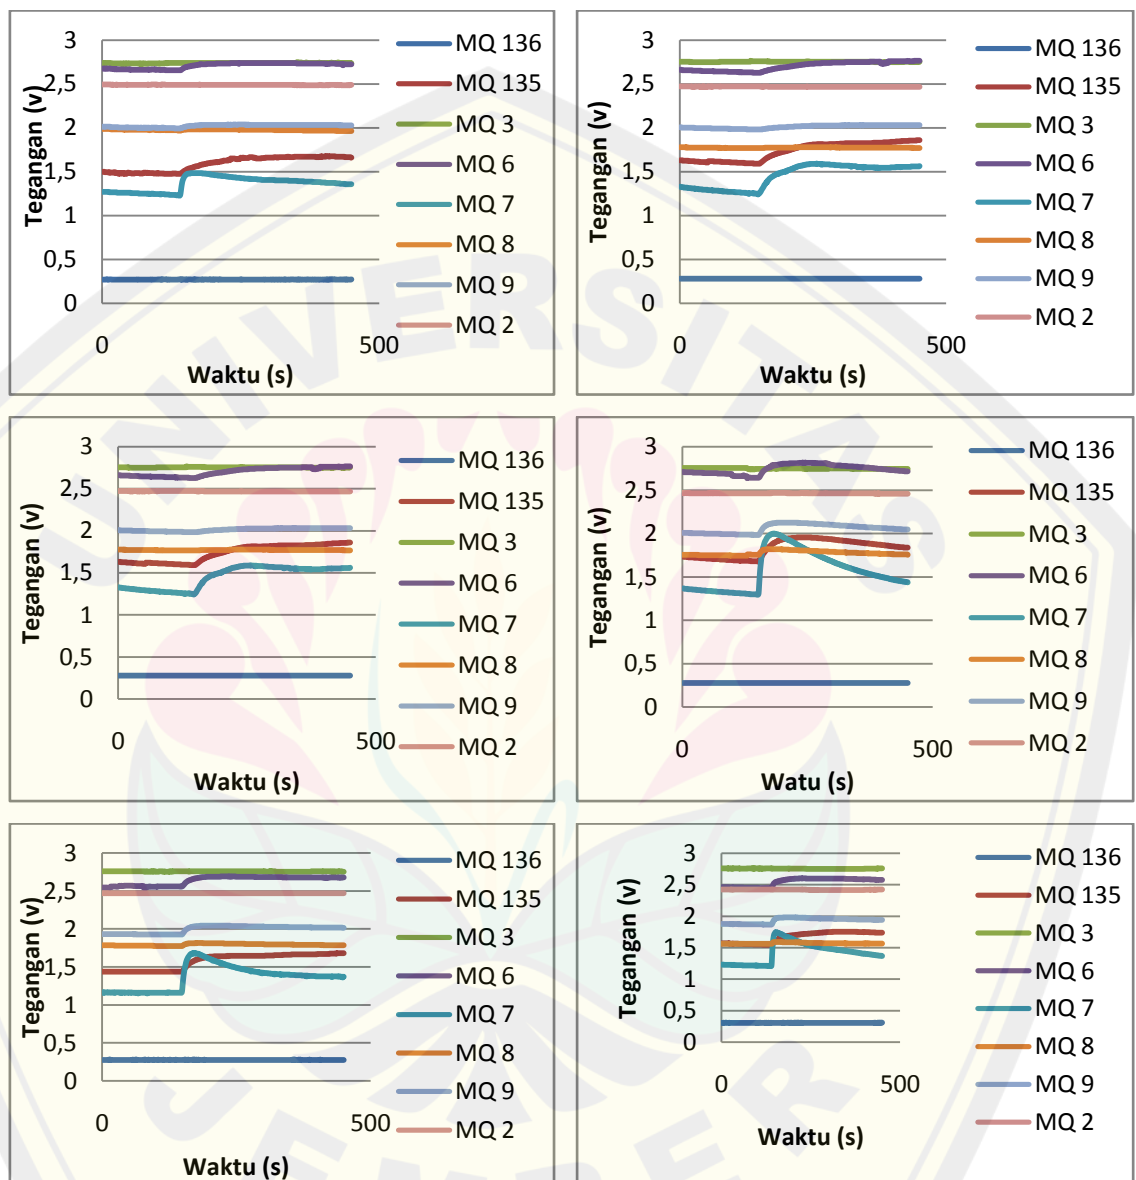 3
2,5
2
1,5
1
0,5
0
0
500
Tegangan (v)
Waktu (s)
MQ 136
MQ 135
MQ 3
MQ 6
MQ 7
MQ 8
MQ 9
MQ 2
3
2,5
2
1,5
1
0,5
0
0
500
Tegangan (v)
Waktu (s)
MQ 136
MQ 135
MQ 3
MQ 6
MQ 7
MQ 8
MQ 9
MQ 2
3
2,5
2
1,5
1
0,5
0
0
500
Tegangan (v)
Waktu (s)
MQ 136
MQ 135
MQ 3
MQ 6
MQ 7
MQ 8
MQ 9
MQ 2
3
2,5
2
1,5
1
0,5
0
0
500
Tegangan (v)
Watu (s)
MQ 136
MQ 135
MQ 3
MQ 6
MQ 7
MQ 8
MQ 9
MQ 2
3
2,5
2
1,5
1
0,5
0
0
500
Tegangan (v)
Waktu (s)
MQ 136
MQ 135
MQ 3
MQ 6
MQ 7
MQ 8
MQ 9
MQ 2
3
2,5
2
1,5
1
0,5
0
0
500
Tegangan (v)
Waktu (s)
MQ 136
MQ 135
MQ 3
MQ 6
MQ 7
MQ 8
MQ 9
MQ 2
UNIVERSITAS
JEMBER